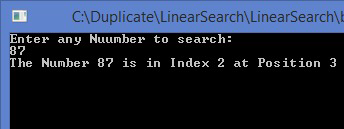 C:\Duplicate\LinearSearch\LinearSearch\b
Enter any Nuumber to search:
87
The Number 87 is in Index 2 at Position 3